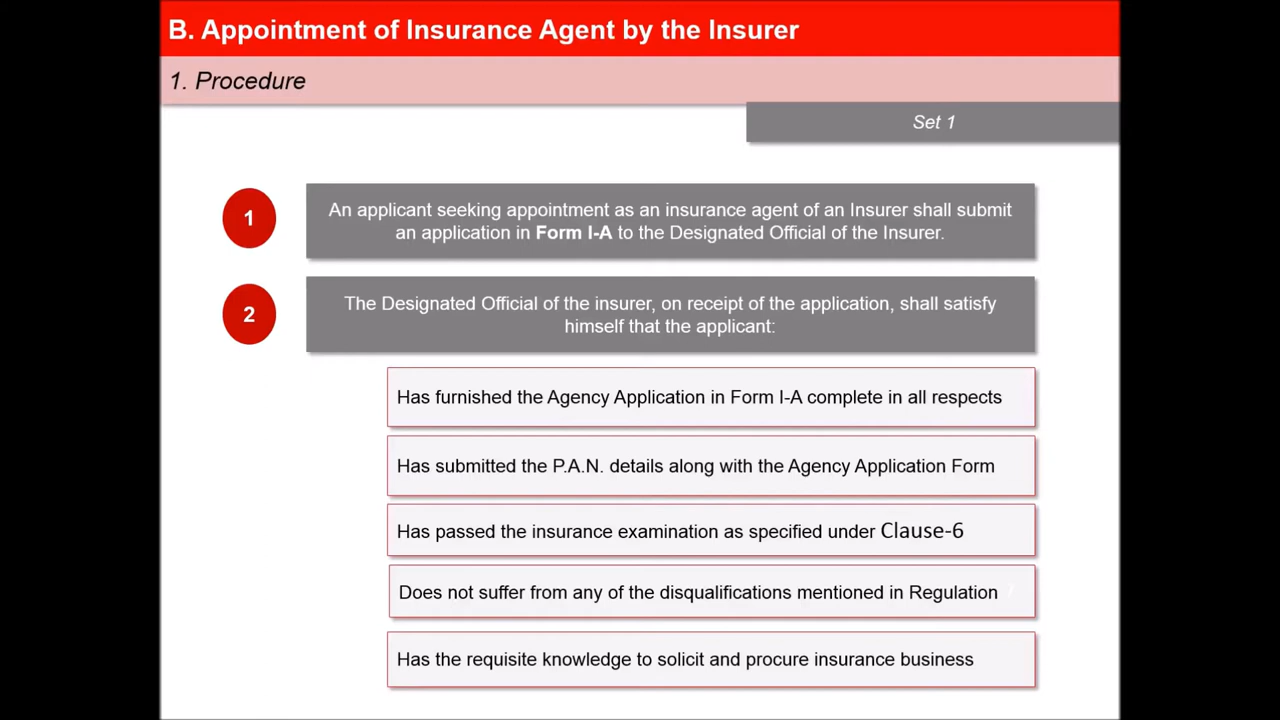 B. Appointment of Insurance Agent by the Insurer
1. Procedure
Set 1
1
An applicant seeking appointment as an insurance agent of an Insurer shall submit
an application in Form I-A to the Designated Official of the Insurer.
2
The Designated Official of the insurer, on receipt of the application, shall satisfy
himself that the applicant:
Has furnished the Agency Application in Form I-A complete in all respects
Has submitted the P.A.N. details along with the Agency Application Form
Has passed the insurance examination as specified under Clause-6
Does not suffer from any of the disqualifications mentioned in Regulation
Has the requisite knowledge to solicit and procure insurance business